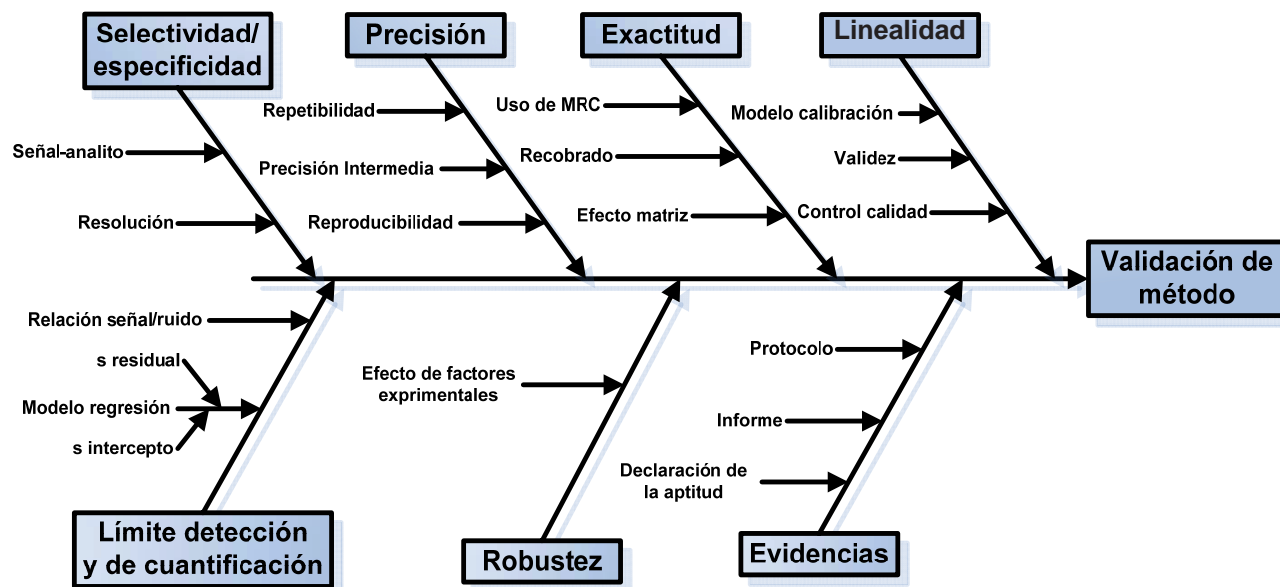 Selectividad/
especificidad
Precisión
Exactitud
Linealidad
Señal-analito
Resolución
Repetibilidad
Precisión Intermedia
Reproducibilidad
Uso de MRC
Recobrado
Efecto matriz
Modelo calibración
Validez
Control calidad
Validación de
método
Relación señal/ruido
s residual
Modelo regresión
s intercepto
Efecto de factores
exprimentales
Protocolo
Informe
Declaración de
la aptitud
Límite detección
y de cuantificación
Robustez
Evidencias